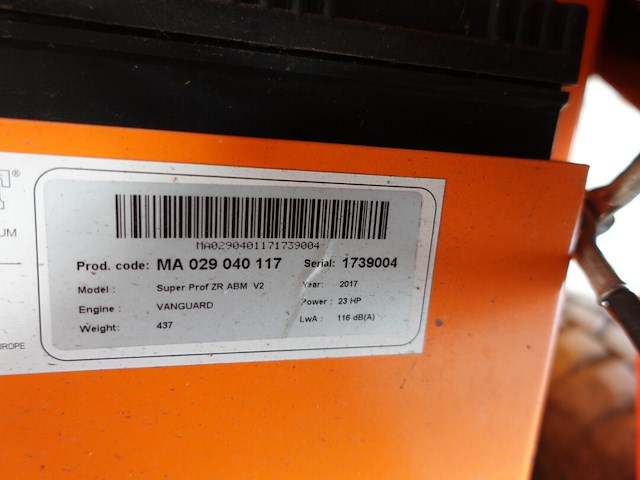 ®
UM
MA0290401171739004
Prod. code: MA 029 040 117 Serial: 1739004
Model : Super Prof ZR ABM V2 Year: 2017
Engine : VANGUARD Power : 23 HP
Weight: 437 LwA : 116 dB(A)
ROPE